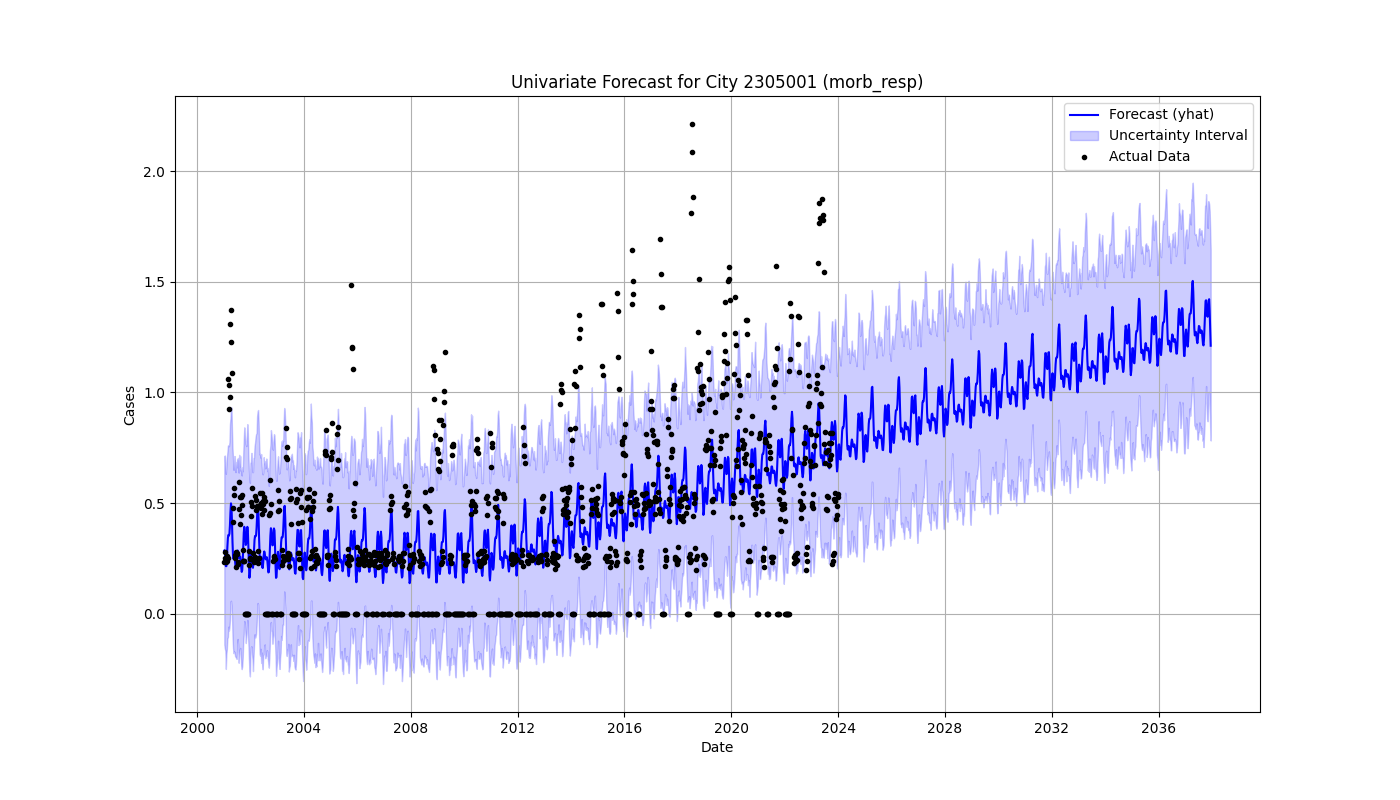 Univariate Forecast for City 2305001 (morb_resp)
Forecast (yhat)
Uncertainty Interval
Actual Data
Cases
2.0
1.5
1.0
0.5
0.0
2000 2004 2008 2012 2016 2020 2024 2028 2032 2036
Date